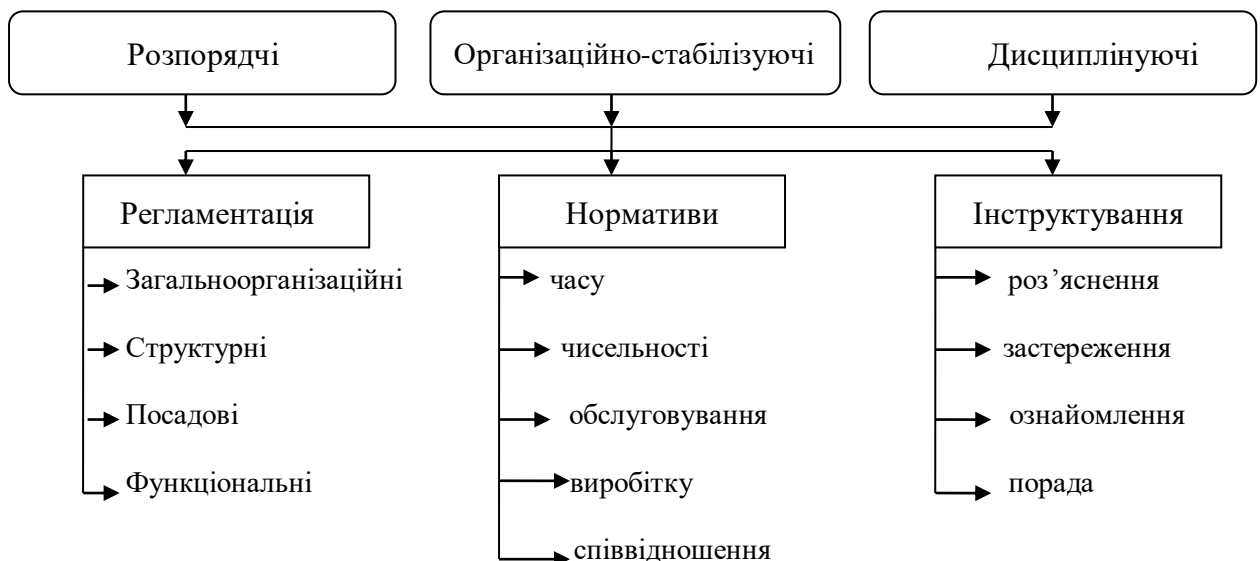 Розпорядчі
Організаційно-стабілізуючі
Дисциплінуючі
Регламентація
Нормативи
Інструктування
Загальноорганізаційні
Структурні
Посадові
Функціональні
часу
чисельності
обслуговування
виробітку
співвідношення
роз’яснення
застереження
ознайомлення
порада